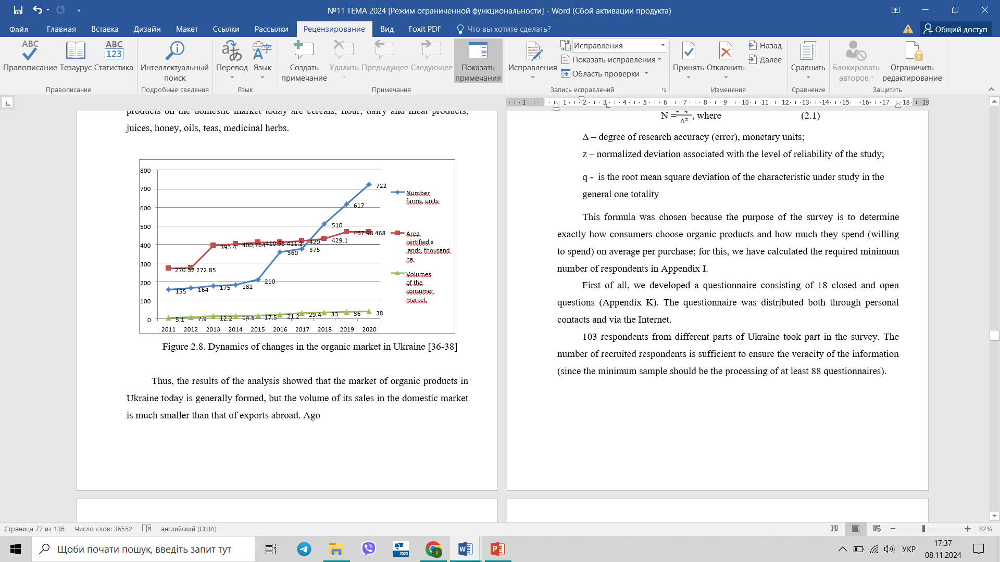 №11 ТЕМА 2024 [Режим ограниченной функциональности] - Word (Сбой активации продукта)
Файл Главная Вставка Дизайн Макет Ссылки Рассылки Рецензирование Вид Foxit PDF Что вы хотите сделать? Общий доступ
Правописание Тезаурус Статистика
Правописание
Интеллектуальный поиск
Подробные сведения
Перевод Язык
Язык
Создать примечание Удалить Предыдущее Следующее Показать примечания
Примечания
Исправления
Исправления
Показать исправления
Область проверки
Запись исправлений
Принять Отклонить
Назад
Далее
Изменения
Сравнить
Сравнение
Блокировать авторов Ограничить редактирование
Защитить
1 1 2 3 4 5 6 7 8 9 10 11 12 13 14 15 16 17 18 19
products on the domestic market today are cereals, flour, dairy and meat products,
juices, honey, oils, teas, medicinal herbs.
800
700
600
500
400
300
200
100
0
722
617
510
467.98 468
429.1
420
375
393.4 400,764 410.55 411.2
360
270.32 272.85
210
155 164 175 182
5.1 7.9 12.2 14.5 17.5 21.2 29.4 33 36 38
2011 2012 2013 2014 2015 2016 2017 2018 2019 2020
Number
farms, units
Area
certified x
lands, thousand
ha
Volumes
of the
consumer
market,
Figure 2.8. Dynamics of changes in the organic market in Ukraine [36-38]
Thus, the results of the analysis showed that the market of organic products in
Ukraine today is generally formed, but the volume of its sales in the domestic market
is much smaller than that of exports abroad. Ago
N = Δ², where (2.1)
Δ – degree of research accuracy (error), monetary units;
z – normalized deviation associated with the level of reliability of the study;
q - is the root mean square deviation of the characteristic under study in the
general one totality
This formula was chosen because the purpose of the survey is to determine
exactly how consumers choose organic products and how much they spend (willing
to spend) on average per purchase; for this, we have calculated the required minimum
number of respondents in Appendix I.
First of all, we developed a questionnaire consisting of 18 closed and open
questions (Appendix K). The questionnaire was distributed both through personal
contacts and via the Internet.
103 respondents from different parts of Ukraine took part in the survey. The
number of recruited respondents is sufficient to ensure the veracity of the information
(since the minimum sample should be the processing of at least 88 questionnaires).
Страница 77 из 136 Число слов: 36552 английский (США) 82%
Щоби почати пошук, введіть запит тут
2020
УКР
17:37
08.11.2024